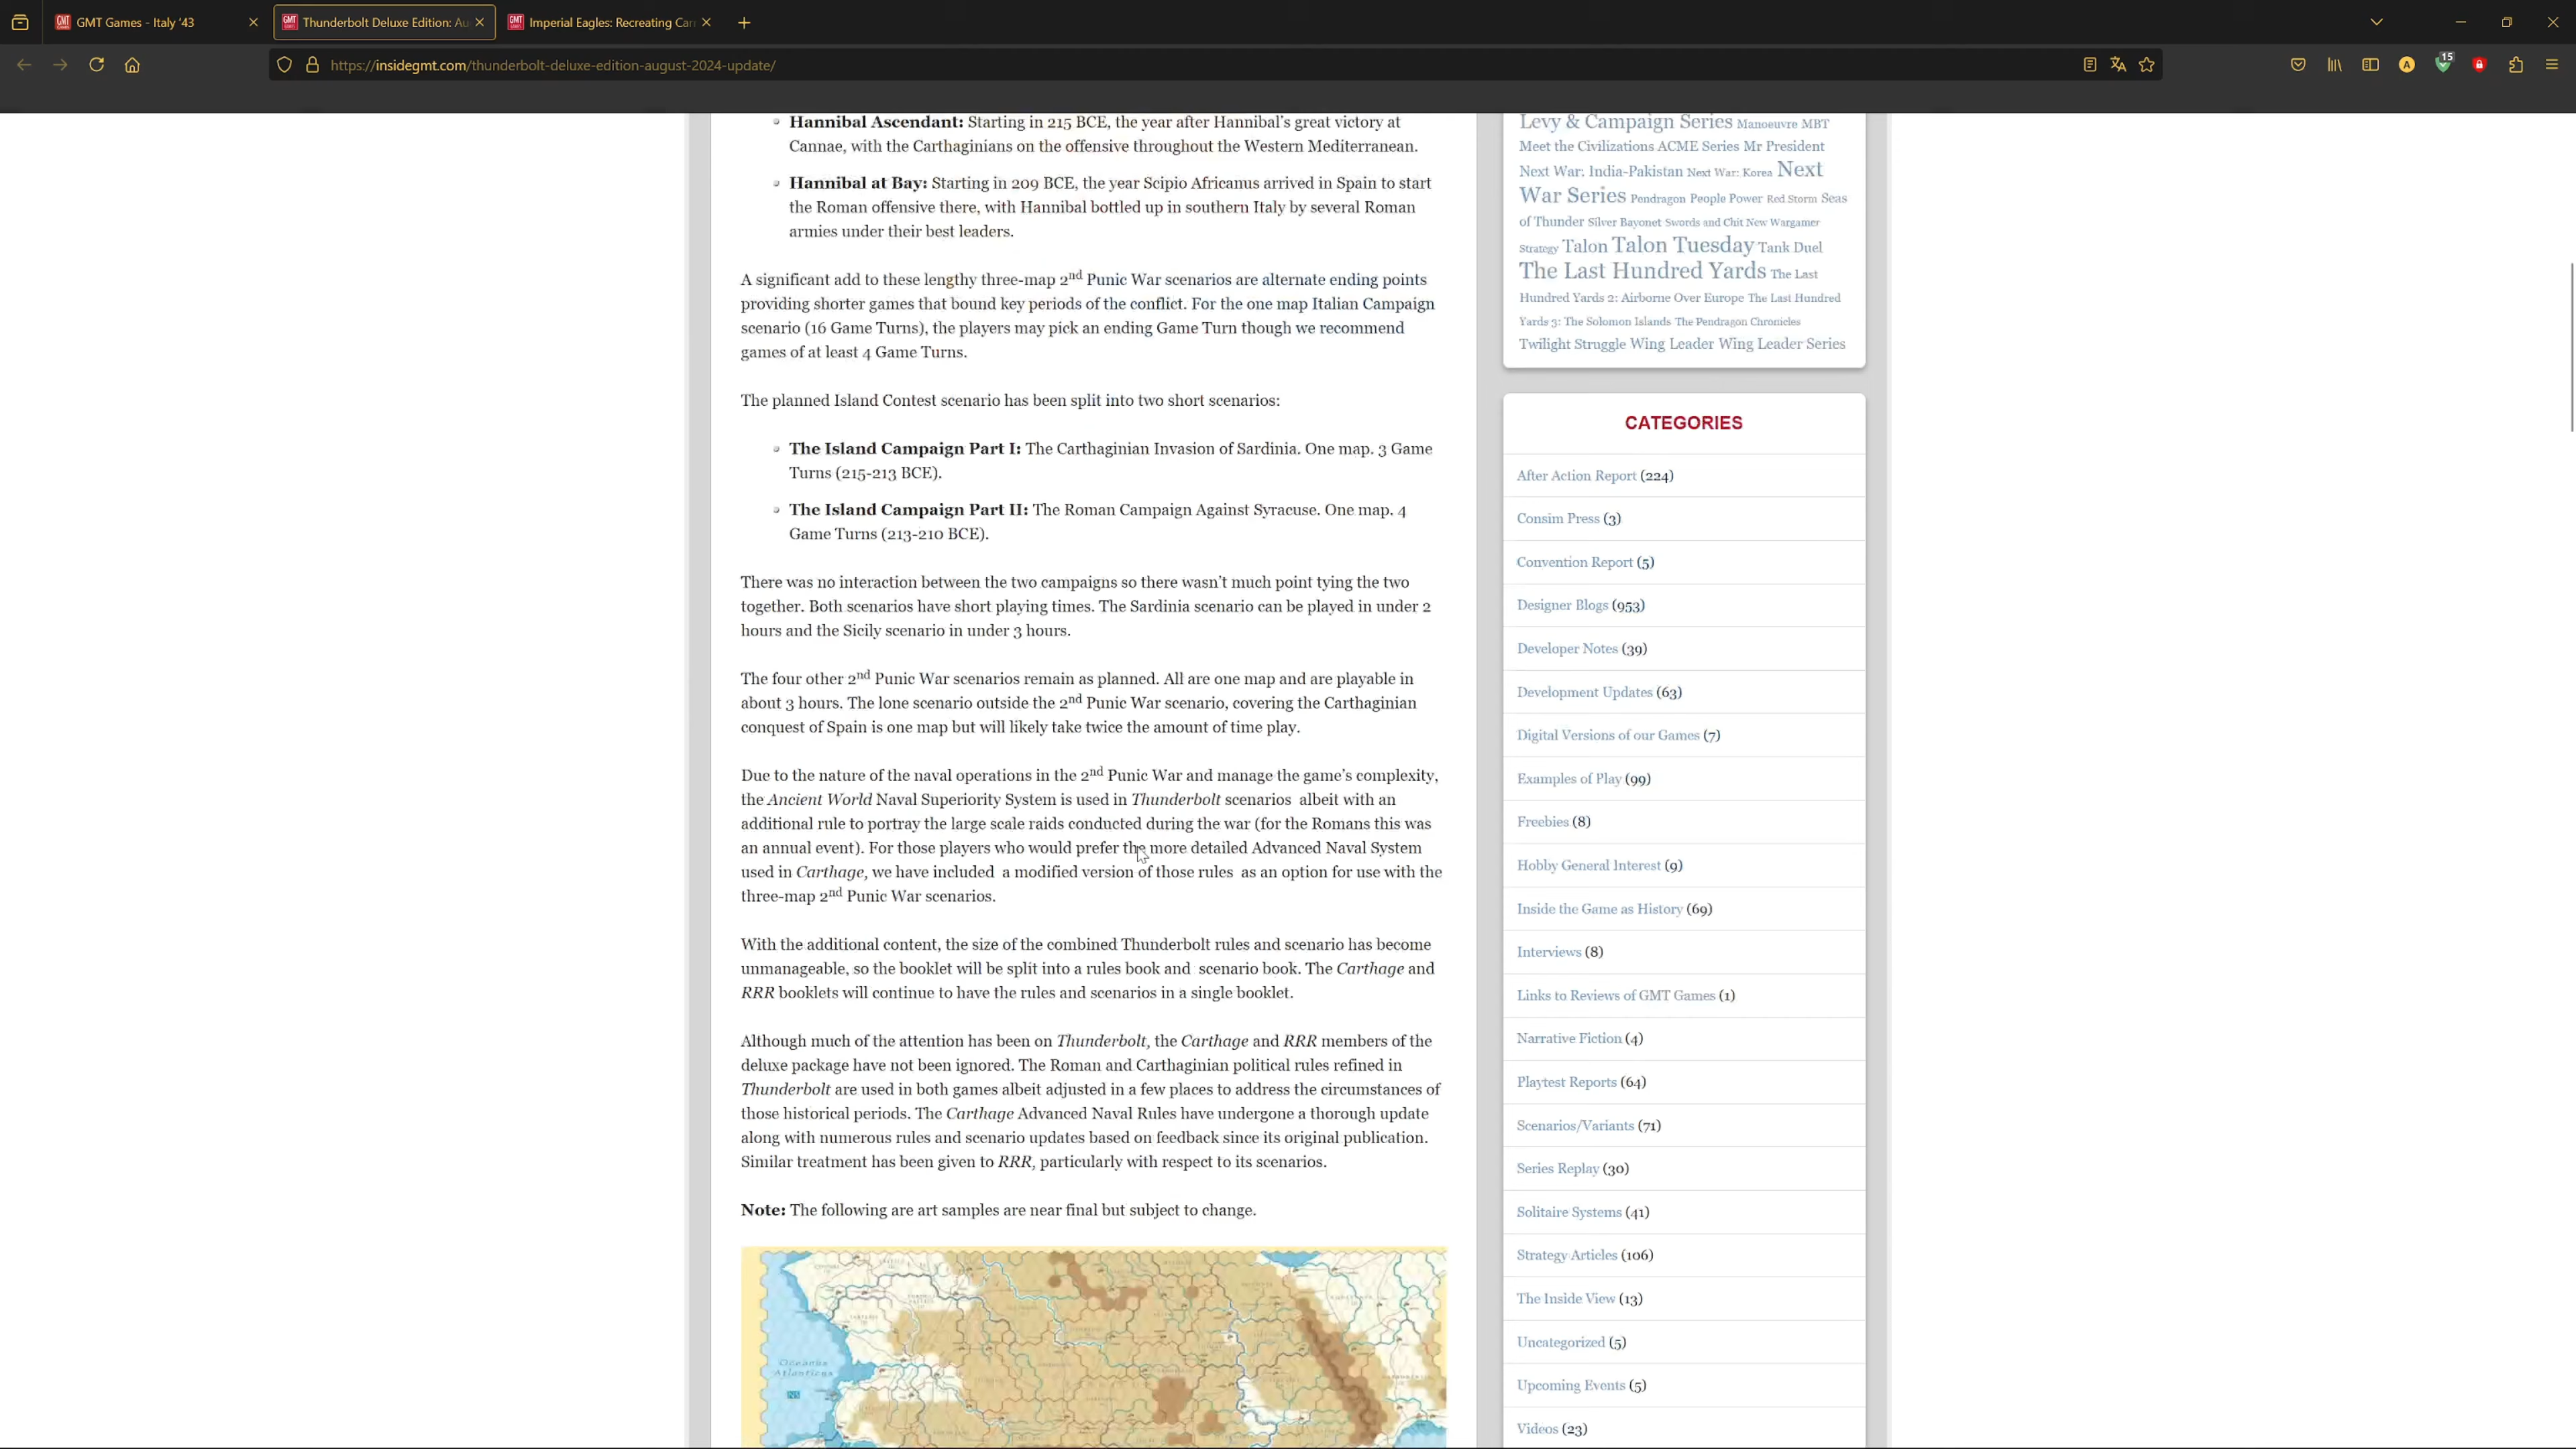 GMT Games - Italy '43
Thunderbolt Deluxe Edition: Au
Imperial Eagles: Recreating Can
https://insidegmt.com/thunderbolt-deluxe-edition-august-2024-update/
15
Hannibal Ascendant: Starting in 215 BCE, the year after Hannibal's great victory at
Cannae, with the Carthaginians on the offensive throughout the Western Mediterranean.
Hannibal at Bay: Starting in 209 BCE, the year Scipio Africanus arrived in Spain to start
the Roman offensive there, with Hannibal bottled up in southern Italy by several Roman
armies under their best leaders.
A significant add to these lengthy three-map 2nd Punic War scenarios are alternate ending points
providing shorter games that bound key periods of the conflict. For the one map Italian Campaign
scenario (16 Game Turns), the players may pick an ending Game Turn though we recommend
games of at least 4 Game Turns.
The planned Island Contest scenario has been split into two short scenarios:
The Island Campaign Part I: The Carthaginian Invasion of Sardinia. One map. 3 Game
Turns (215-213 BCE).
The Island Campaign Part II: The Roman Campaign Against Syracuse. One map. 4
Game Turns (213-210 BCE).
There was no interaction between the two campaigns so there wasn't much point tying the two
together. Both scenarios have short playing times. The Sardinia scenario can be played in under 2
hours and the Sicily scenario in under 3 hours.
The four other 2nd Punic War scenarios remain as planned. All are one map and are playable in
about 3 hours. The lone scenario outside the 2nd Punic War scenario, covering the Carthaginian
conquest of Spain is one map but will likely take twice the amount of time play.
Due to the nature of the naval operations in the 2nd Punic War and manage the game's complexity,
the Ancient World Naval Superiority System is used in Thunderbolt scenarios albeit with an
additional rule to portray the large scale raids conducted during the war (for the Romans this was
an annual event). For those players who would prefer the more detailed Advanced Naval System
used in Carthage, we have included a modified version of those rules as an option for use with the
three-map 2nd Punic War scenarios.
With the additional content, the size of the combined Thunderbolt rules and scenario has become
unmanageable, so the booklet will be split into a rules book and scenario book. The Carthage and
RRR booklets will continue to have the rules and scenarios in a single booklet.
Although much of the attention has been on Thunderbolt, the Carthage and RRR members of the
deluxe package have not been ignored. The Roman and Carthaginian political rules refined in
Thunderbolt are used in both games albeit adjusted in a few places to address the circumstances of
those historical periods. The Carthage Advanced Naval Rules have undergone a thorough update
along with numerous rules and scenario updates based on feedback since its original publication.
Similar treatment has been given to RRR, particularly with respect to its scenarios.
Note: The following are art samples are near final but subject to change.
Oceanus
Atlanticus
Levy & Campaign Series Manoeuvre MBT
Meet the Civilizations ACME Series Mr President
Next War: India-Pakistan Next War: Korea Next
War Series Pendragon People Power Red Storm Seas
of Thunder Silver Bayonet Swords and Chit New Wargamer
Strategy Talon Talon Tuesday Tank Duel
The Last Hundred Yards The Last
Hundred Yards 2: Airborne Over Europe The Last Hundred
Yards 3: The Solomon Islands The Pendragon Chronicles
Twilight Struggle Wing Leader Wing Leader Series
CATEGORIES
After Action Report (224)
Consim Press (3)
Convention Report (5)
Designer Blogs (953)
Developer Notes (39)
Development Updates (63)
Digital Versions of our Games (7)
Examples of Play (99)
Freebies (8)
Hobby General Interest (9)
Inside the Game as History (69)
Interviews (8)
Links to Reviews of GMT Games (1)
Narrative Fiction (4)
Playtest Reports (64)
Scenarios/Variants (71)
Series Replay (30)
Solitaire Systems (41)
Strategy Articles (106)
The Inside View (13)
Uncategorized (5)
Upcoming Events (5)
Videos (23)